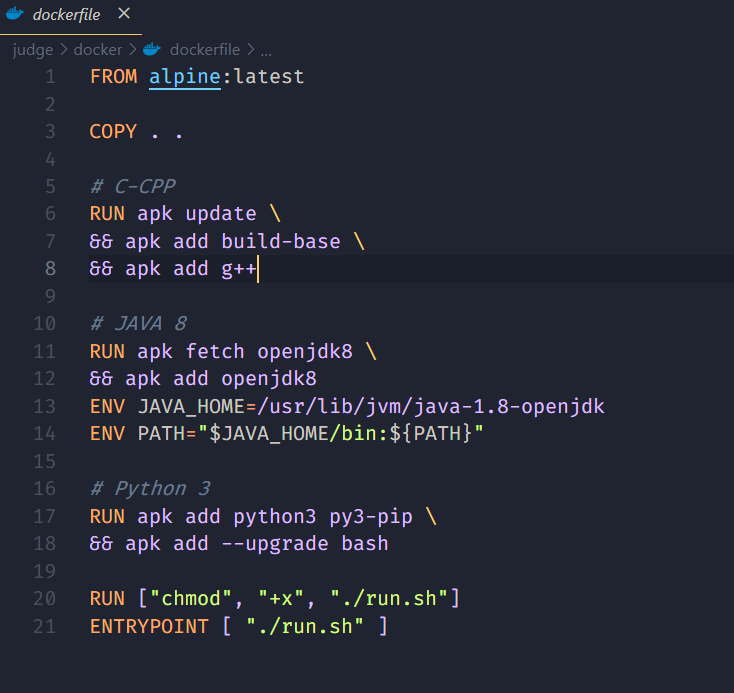 dockerfile ×
judge > docker > dockerfile > ...
1 FROM alpine:latest
2
3 COPY . .
4
5 # C-CPP
6 RUN apk update \
7 && apk add build-base \
8 && apk add g++
9
10 # JAVA 8
11 RUN apk fetch openjdk8 \
12 && apk add openjdk8
13 ENV JAVA_HOME=/usr/lib/jvm/java-1.8-openjdk
14 ENV PATH="$JAVA_HOME/bin:${PATH}"
15
16 # Python 3
17 RUN apk add python3 py3-pip \
18 && apk add --upgrade bash
19
20 RUN ["chmod", "+x", "./run.sh"]
21 ENTRYPOINT [ "./run.sh" ]